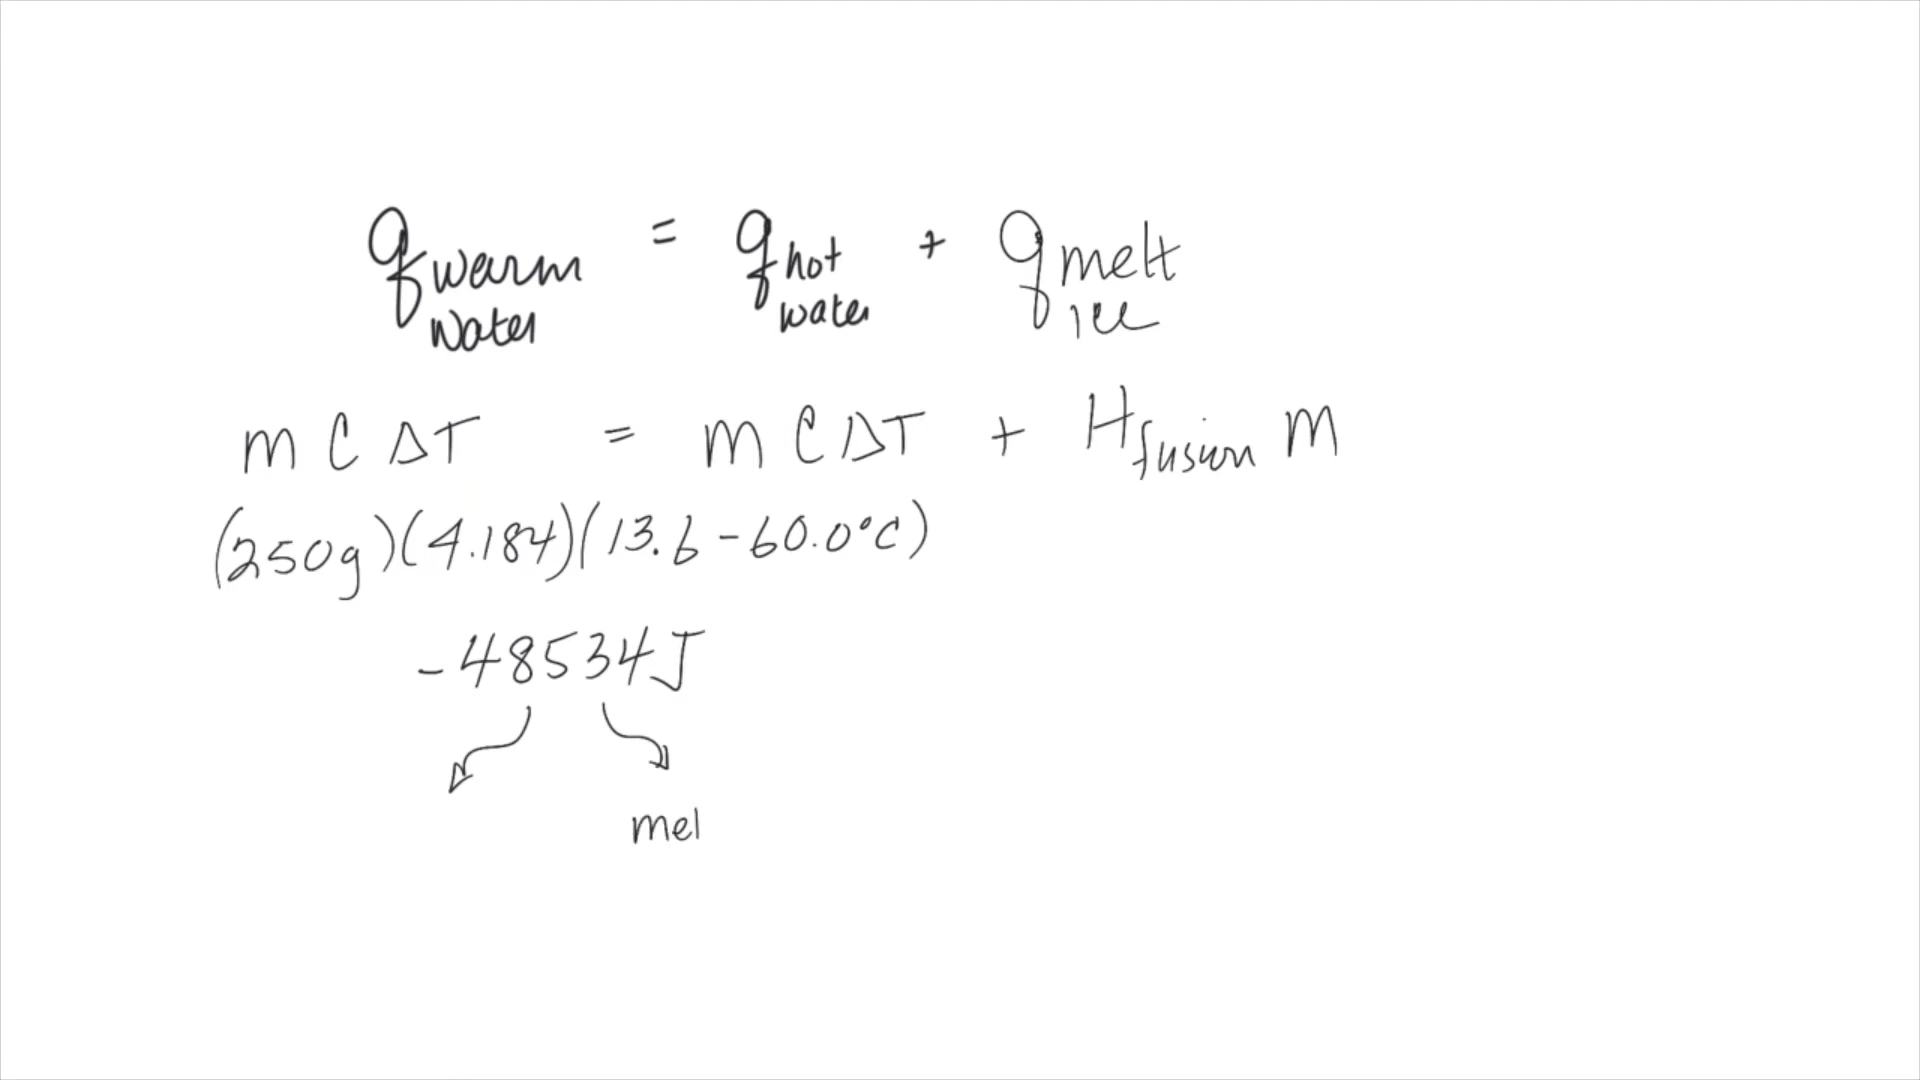 q warm water = q hot water + q melt ice
m C ΔT = m C ΔT + H fusion m
(250g)(4.184)(13.6-60.0°C)
-48534J
mel